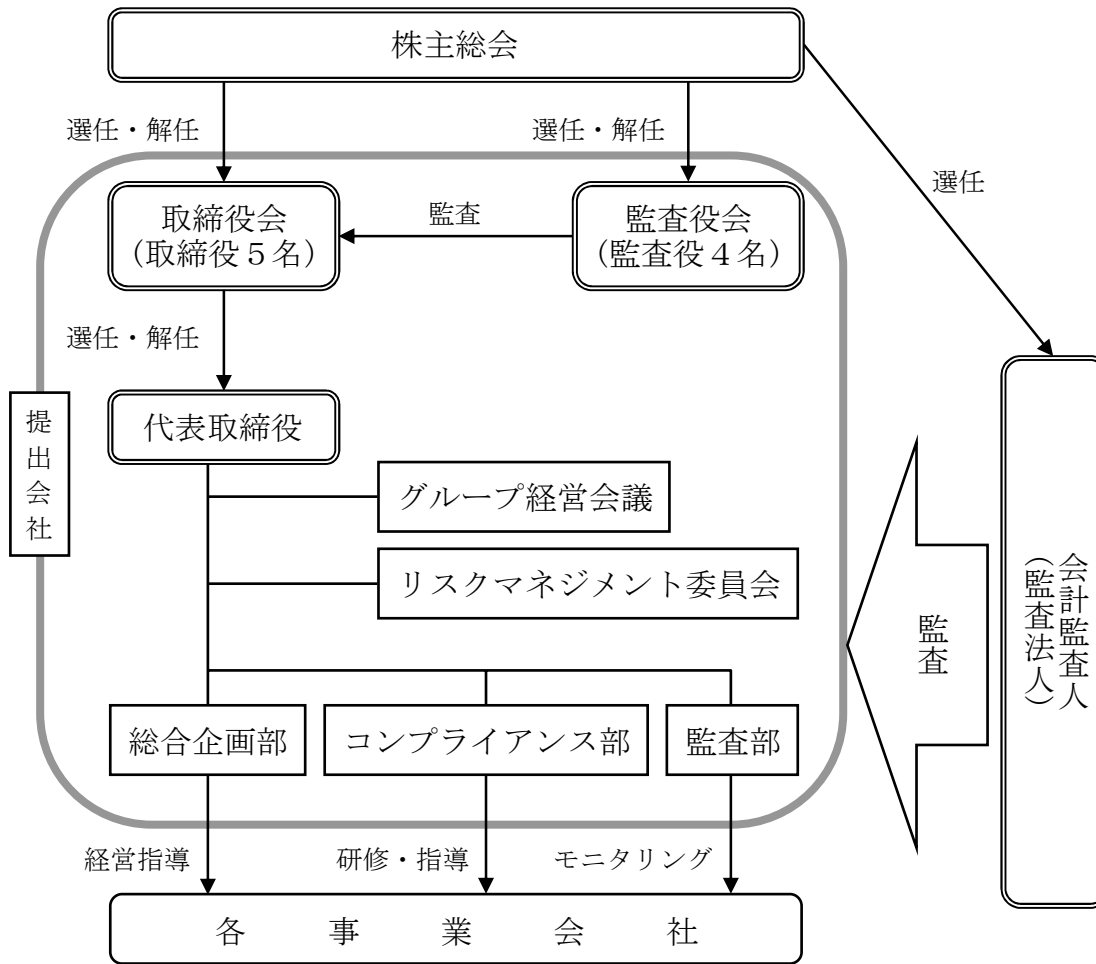 株主総会
選任・解任
選任・解任
選任
取締役会
（取締役５名）
監査
監査役会
（監査役４名）
選任・解任
代表取締役
提出会社
グループ経営会議
リスクマネジメント委員会
会計監査人
（監査法人）
監査
総合企画部
コンプライアンス部
監査部
経営指導
研修・指導
モニタリング
各事業会社